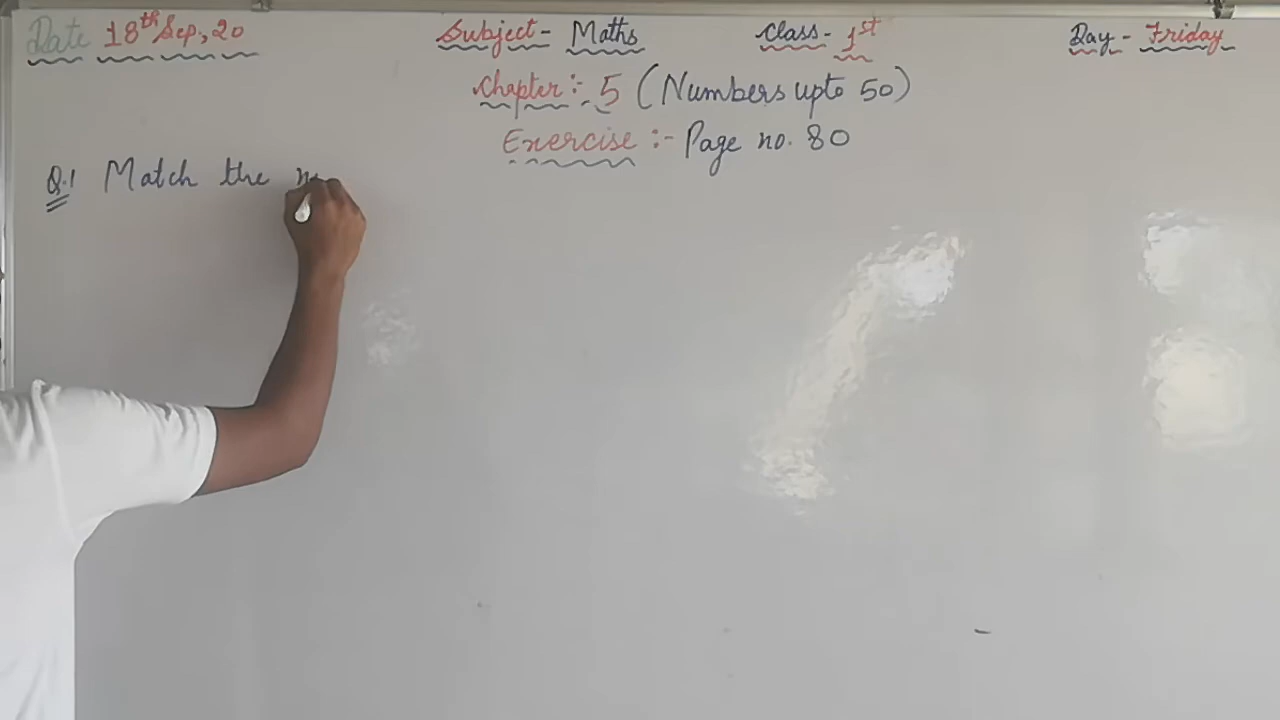 Date 18th Sep, 20 Subject- Maths Class- 1st Day - Friday
Chapter :- 5 (Numbers upto 50)
Exercise :- Page no. 80
Q.1 Match the